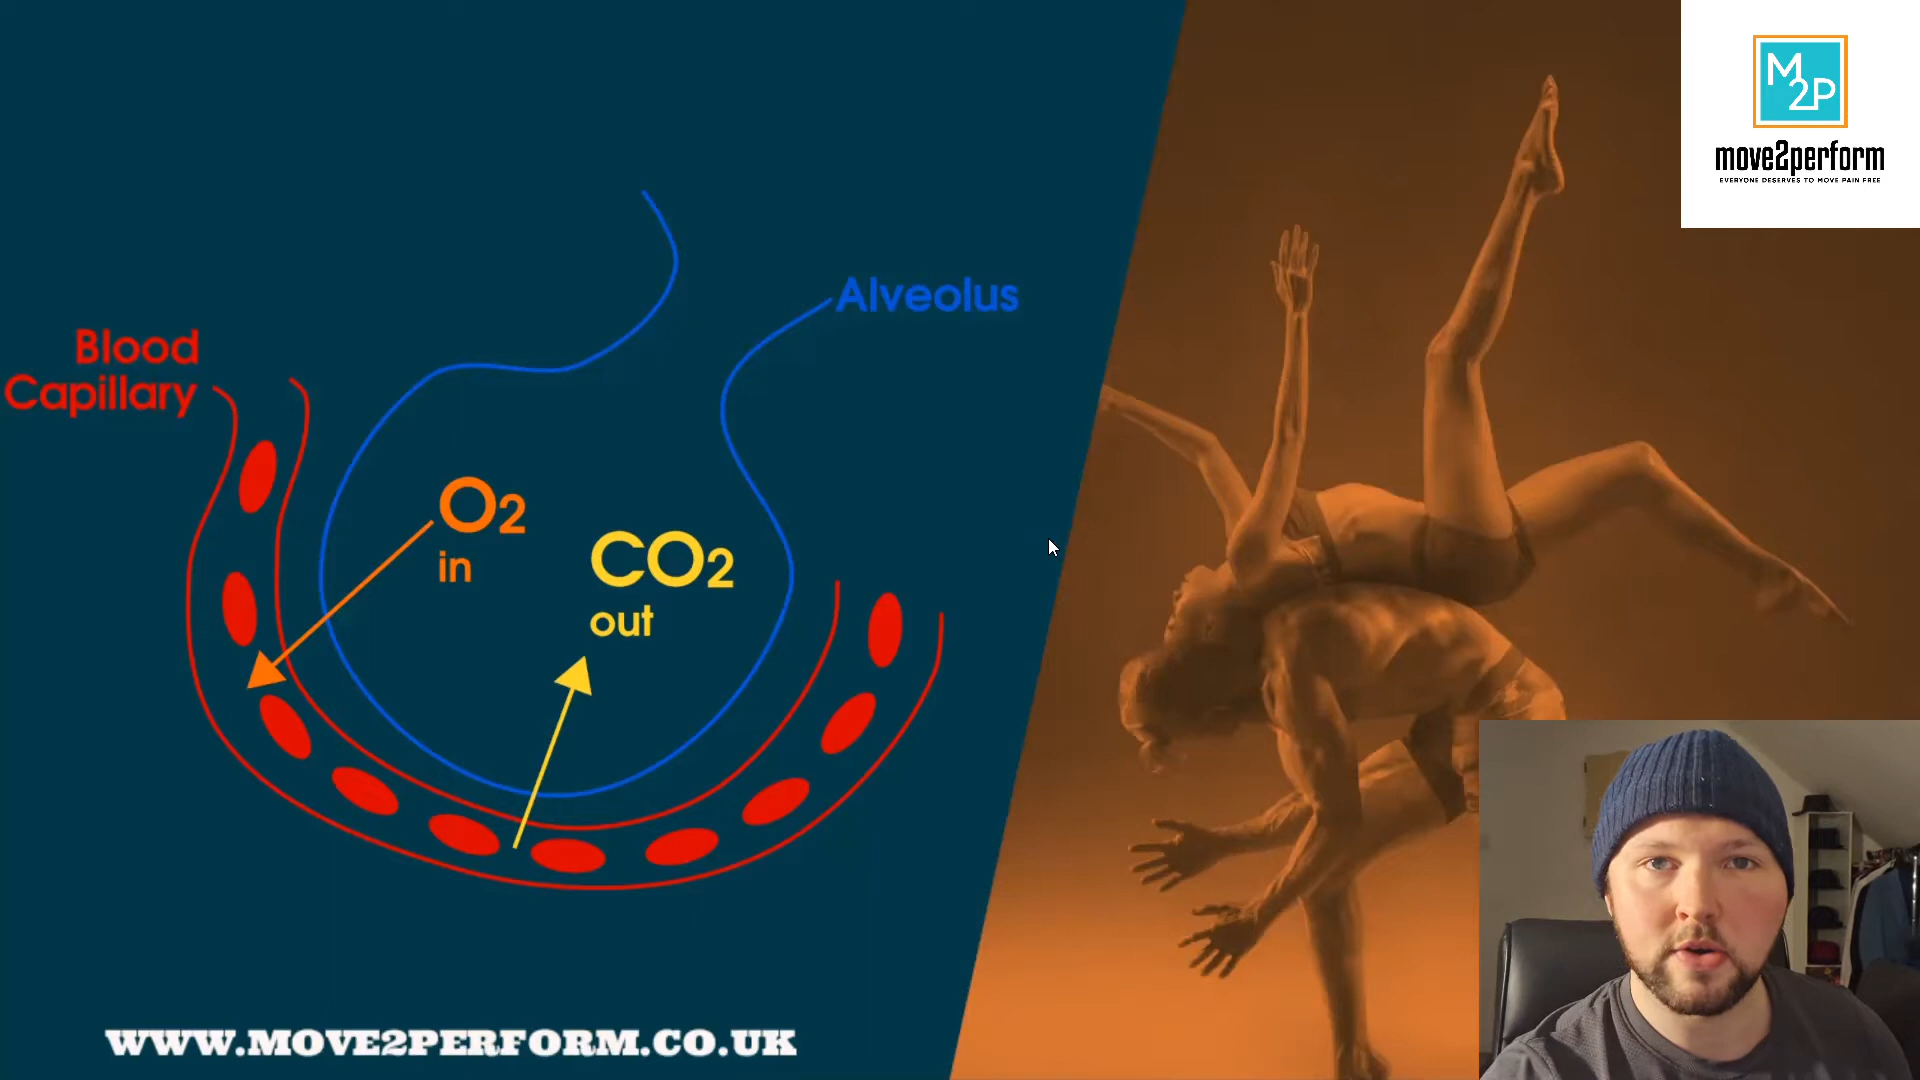 M2P
move2perform
EVERYONE DESERVES TO MOVE PAIN FREE
Alveolus
Blood
Capillary
O2
in
CO2
out
WWW.MOVE2PERFORM.CO.UK